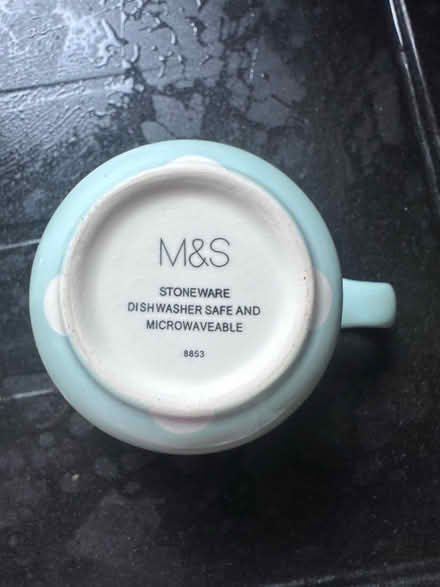 M&S
STONEWARE
DISHWASHER SAFE AND
MICROWAVEABLE
8853